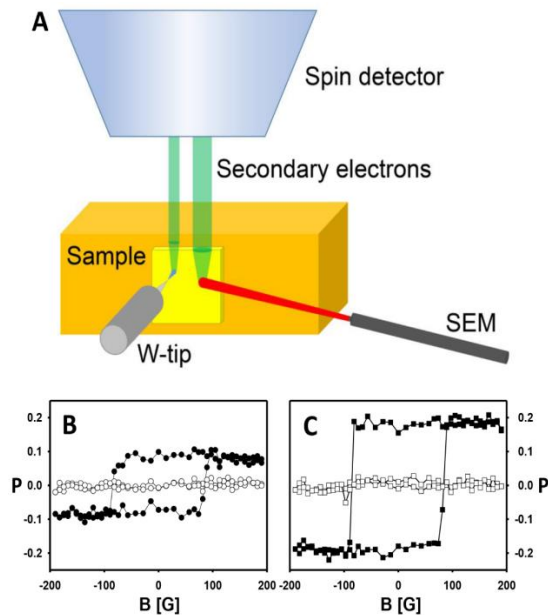 A
Spin detector
Secondary electrons
Sample
W-tip
SEM
B
C
0.2
0.1
0.0
-0.1
-0.2
P
0.2
0.1
0.0
-0.1
-0.2
P
-200 -100 0 100 200
-200 -100 0 100 200
B [G]
B [G]